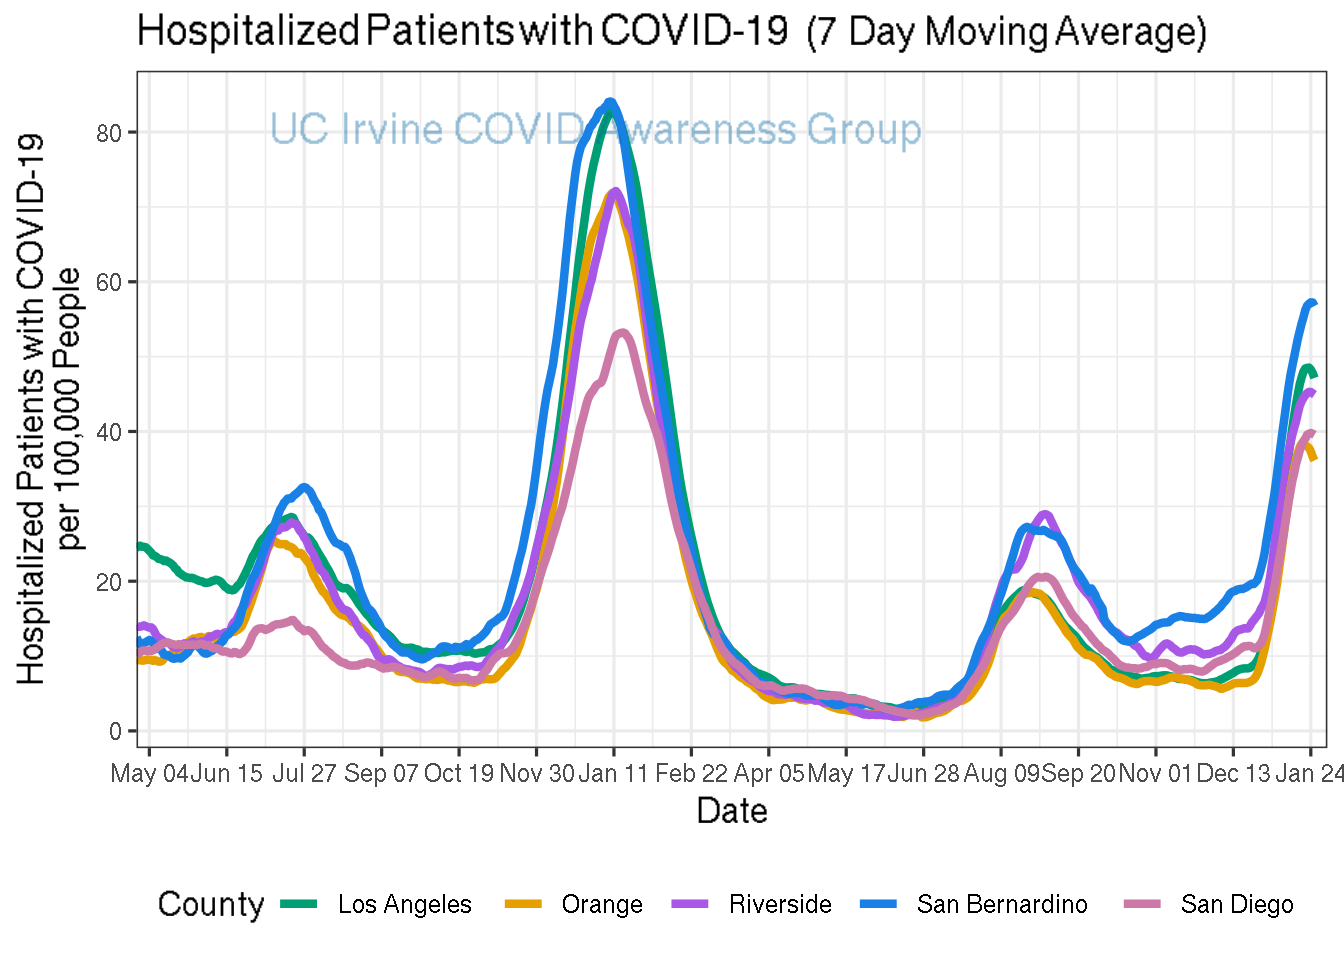 Hospitalized Patients with COVID-19 (7 Day Moving Average)
UC Irvine COVID Awareness Group
Hospitalized Patients with COVID-19
per 100,000 People
80
60
40
20
0
May 04 Jun 15 Jul 27 Sep 07 Oct 19 Nov 30 Jan 11 Feb 22 Apr 05 May 17 Jun 28 Aug 09 Sep 20 Nov 01 Dec 13 Jan 24
Date
County Los Angeles Orange Riverside San Bernardino San Diego